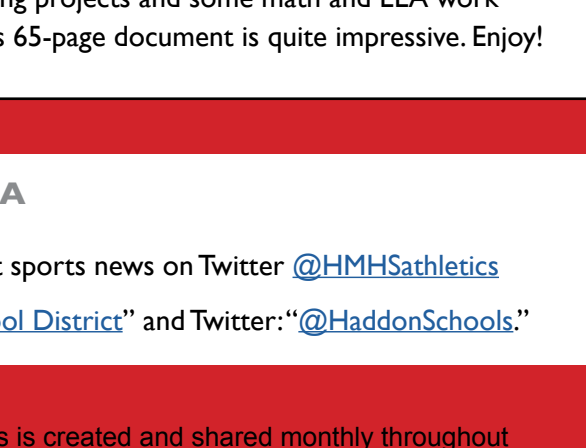 ng projects and some math and ELA work
s 65-page document is quite impressive. Enjoy!
A
t sports news on Twitter @HMHSathletics
ol District” and Twitter: “@HaddonSchools.”
s is created and shared monthly throughout